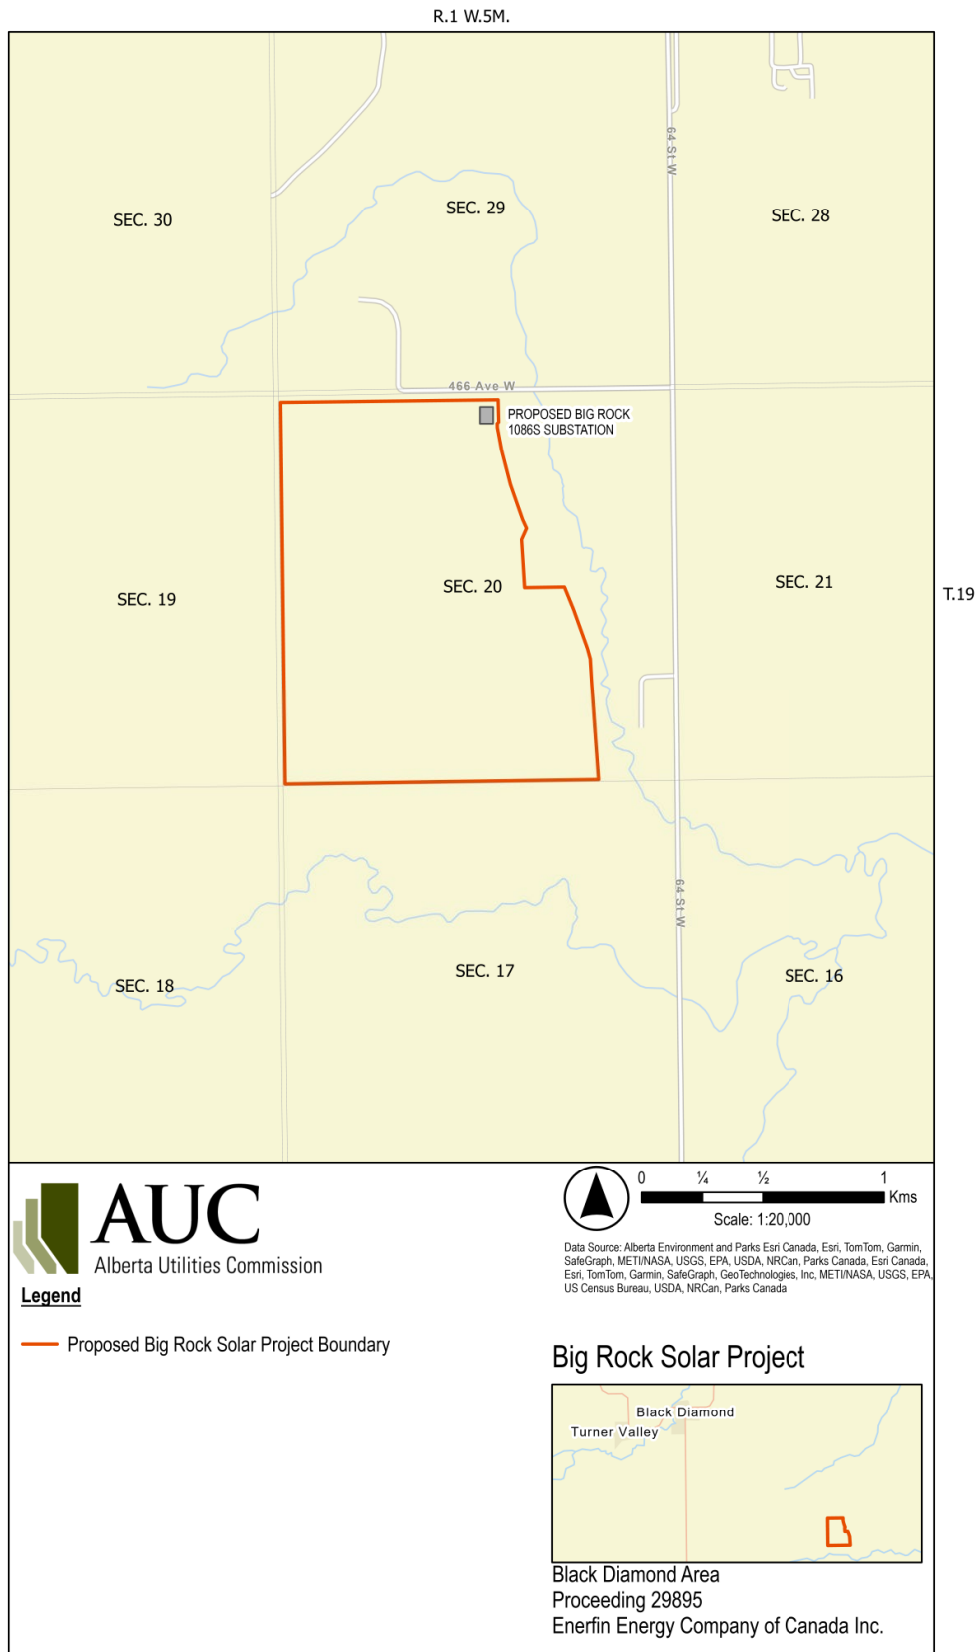 R.1 W.5M.
64 St W
SEC. 30
SEC. 29
SEC. 28
466 Ave W
PROPOSED BIG ROCK
1086S SUBSTATION
SEC. 19
SEC. 20
SEC. 21
T.19
64 St W
SEC. 18
SEC. 17
SEC. 16
AUC
Alberta Utilities Commission
0 ¼ ½ 1
Kms
Scale: 1:20,000
Data Source: Alberta Environment and Parks Esri Canada, Esri, TomTom, Garmin,
SafeGraph, METI/NASA, USGS, EPA, USDA, NRCan, Parks Canada, Esri Canada,
Esri, TomTom, Garmin, SafeGraph, GeoTechnologies, Inc, METI/NASA, USGS, EPA,
US Census Bureau, USDA, NRCan, Parks Canada
Legend
Proposed Big Rock Solar Project Boundary
Big Rock Solar Project
Black Diamond
Turner Valley
Black Diamond Area
Proceeding 29895
Enerfin Energy Company of Canada Inc.